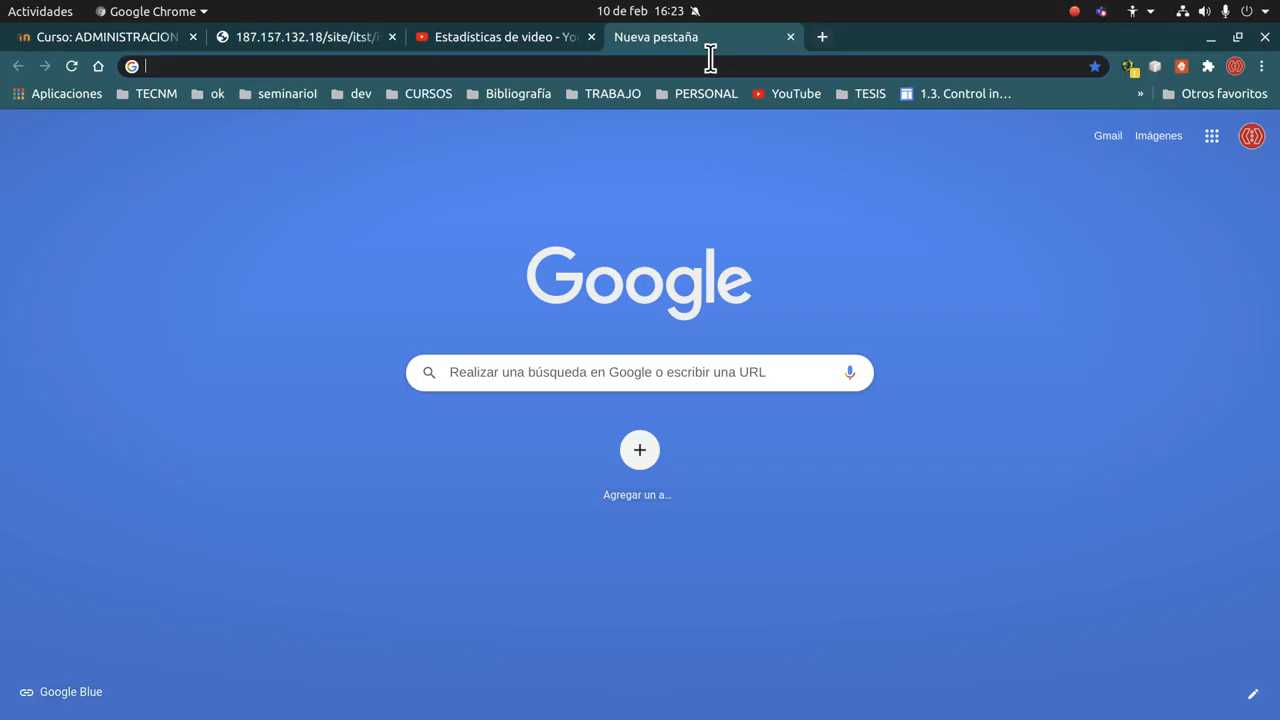 Actividades Google Chrome 10 de feb 16:23
Curso: ADMINISTRACION 187.157.132.18/site/itst/ Estadísticas de video - Yo Nueva pestaña
Aplicaciones TECNM ok seminarioI dev CURSOS Bibliografía TRABAJO PERSONAL YouTube TESIS 1.3. Control in… » Otros favoritos
Gmail Imágenes
Google
Realizar una búsqueda en Google o escribir una URL
Agregar un a…
Google Blue